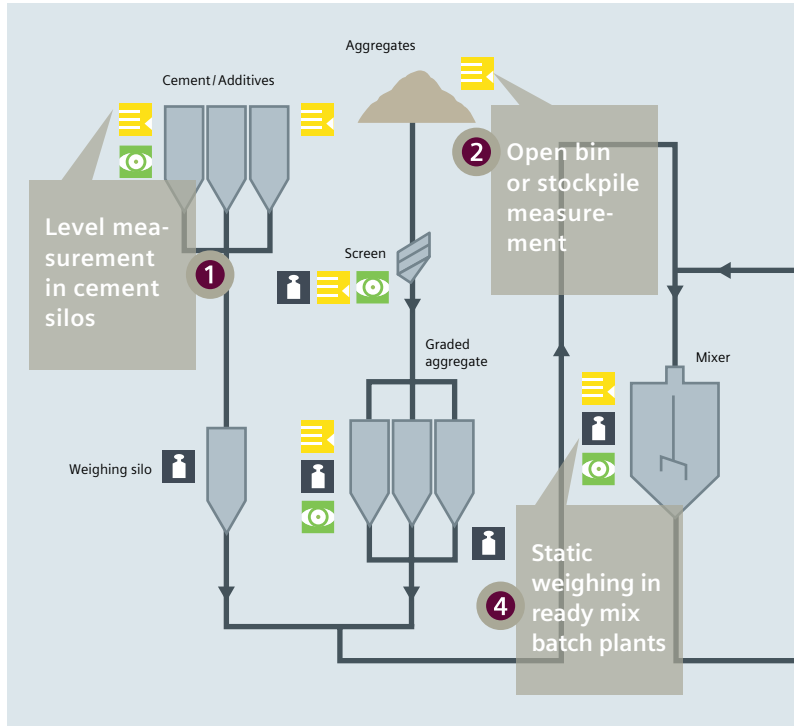 Aggregates
Cement/Additives
2
Open bin
or stockpile
measure-
ment
Level mea-
surement
in cement
silos
1
Screen
Graded
aggregate
Mixer
Weighing silo
4
Static
weighing in
ready mix
batch plants